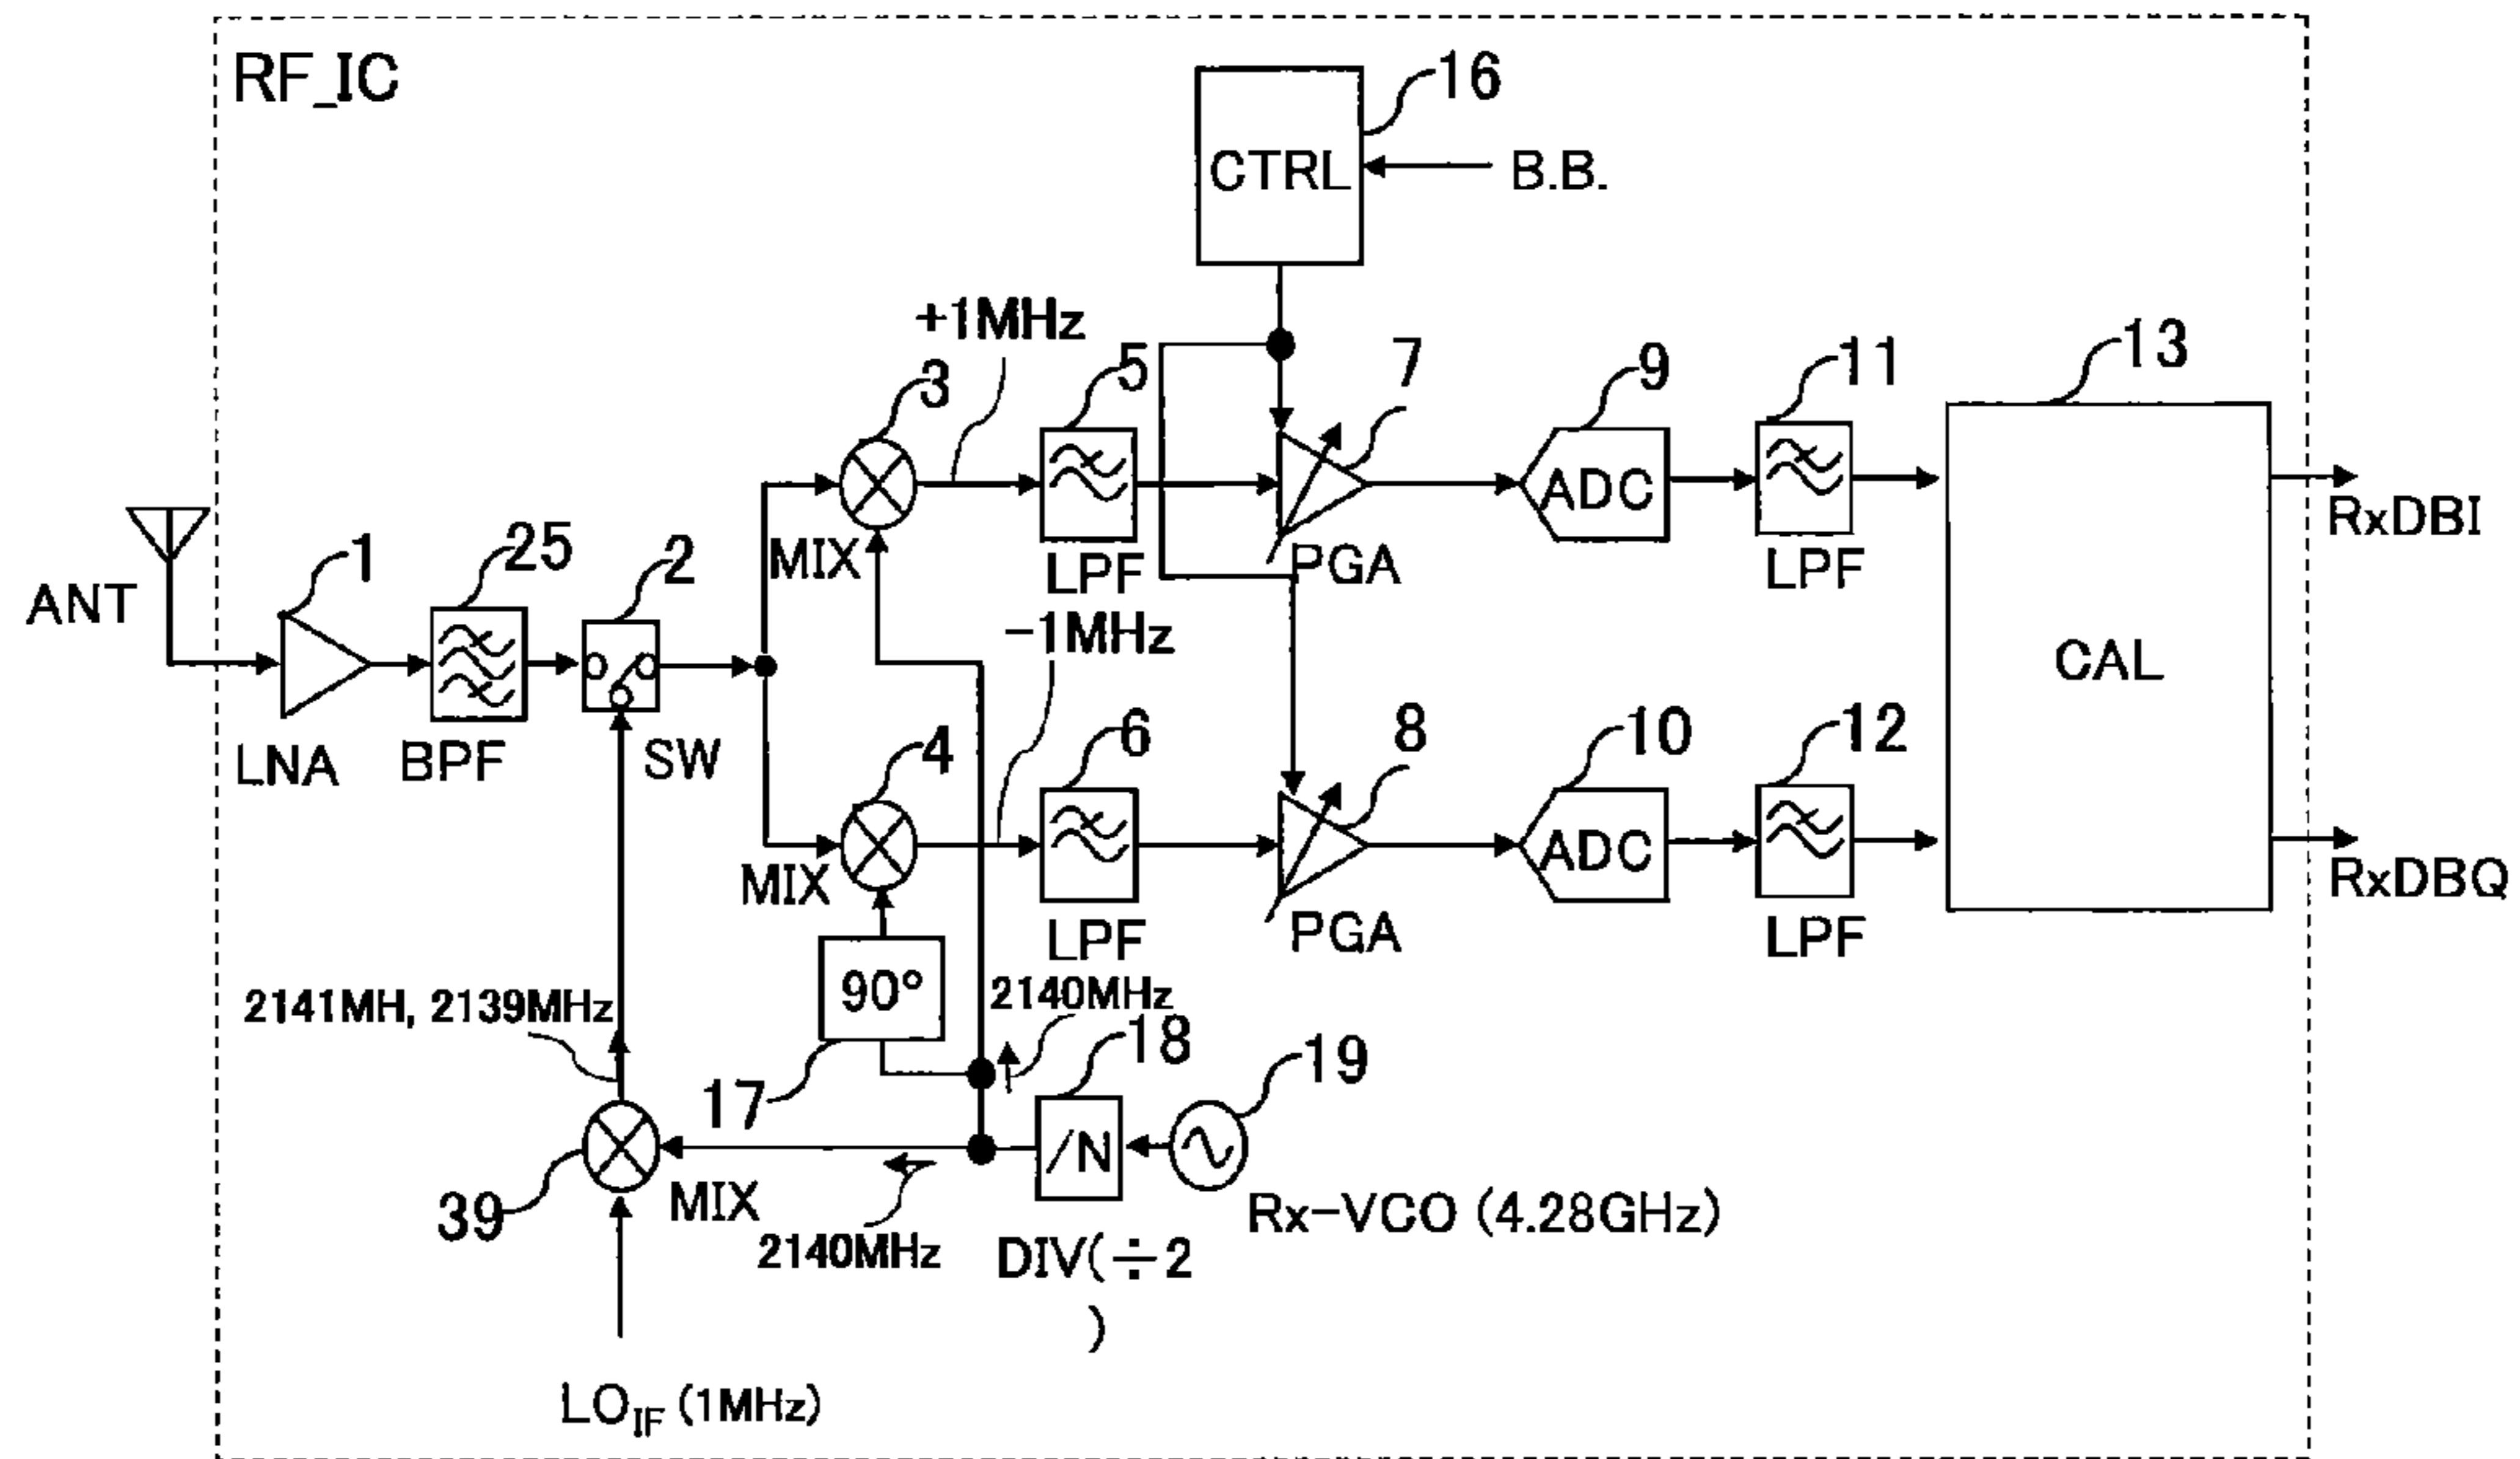 RF_IC
16
CTRL
B.B.
+1MHz
3
5
7
9
11
13
ADC
MIX
LPF
PGA
LPF
RxDBI
ANT
1
25
2
−1MHz
CAL
LNA
BPF
SW
4
6
8
10
12
ADC
MIX
LPF
PGA
LPF
RxDBQ
90°
2141MH, 2139MHz
2140MHz
17
18
19
/N
39
MIX
2140MHz
Rx−VCO (4.28GHz)
DIV(÷2
)
LOIF (1MHz)